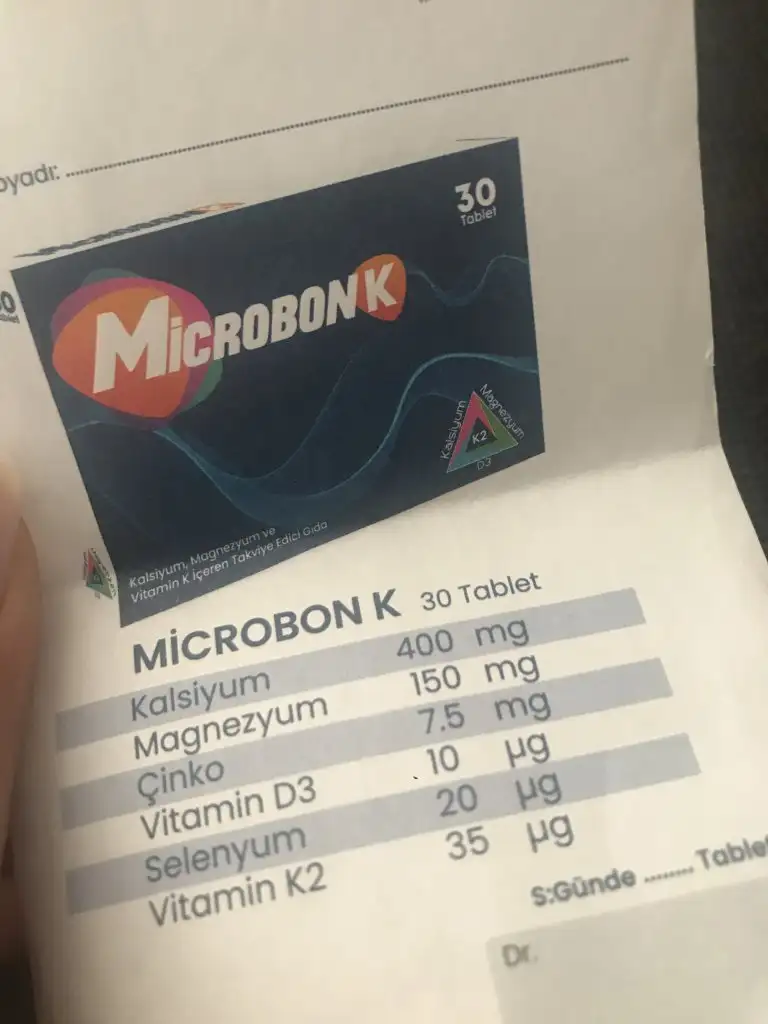 oyadı:
30
Tablet
MiCROBON K
Kalsiyum
Magnezyum
K2
D3
Kalsiyum, Magnezyum ve
Vitamin K İçeren Takviye Edici Gıda
MİCROBON K 30 Tablet
Kalsiyum 400 mg
Magnezyum 150 mg
Çinko 7.5 mg
Vitamin D3 10 µg
Selenyum 20 µg
Vitamin K2 35 µg
S:Günde ........ Tablet
Dr.